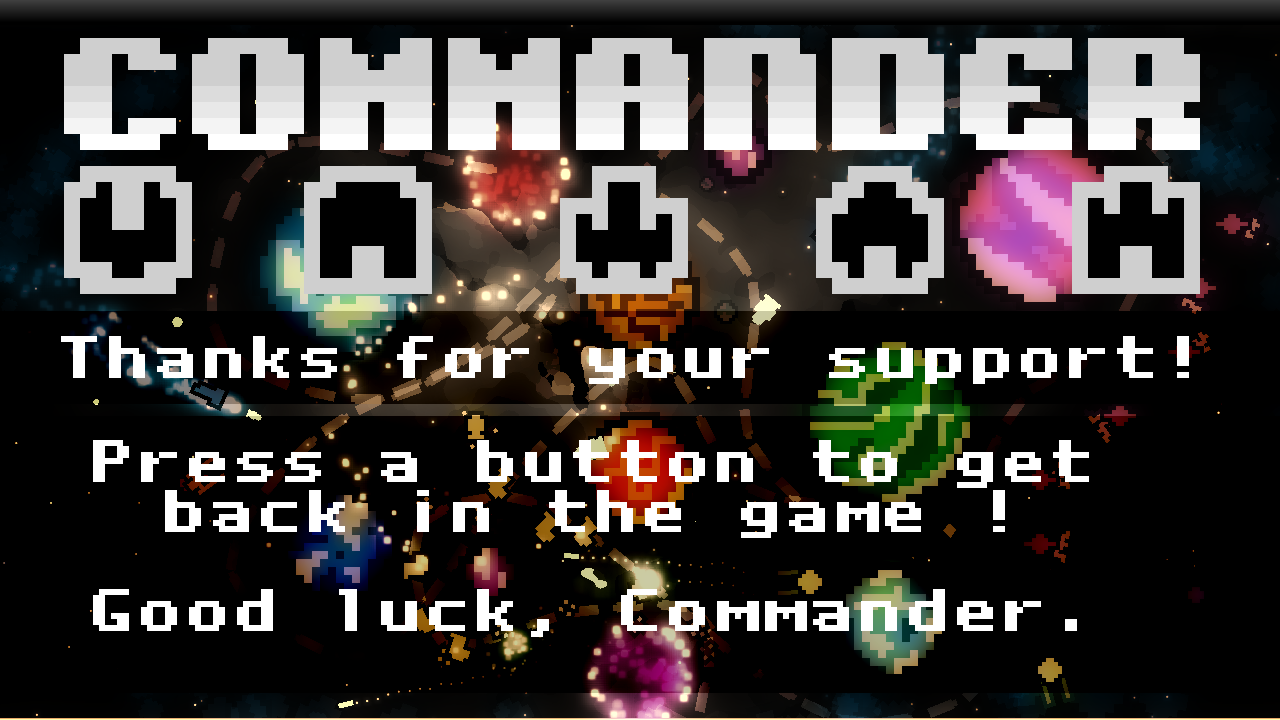 COMMANDER
Thanks for your support!
Press a button to get
back in the game !
Good luck, Commander.